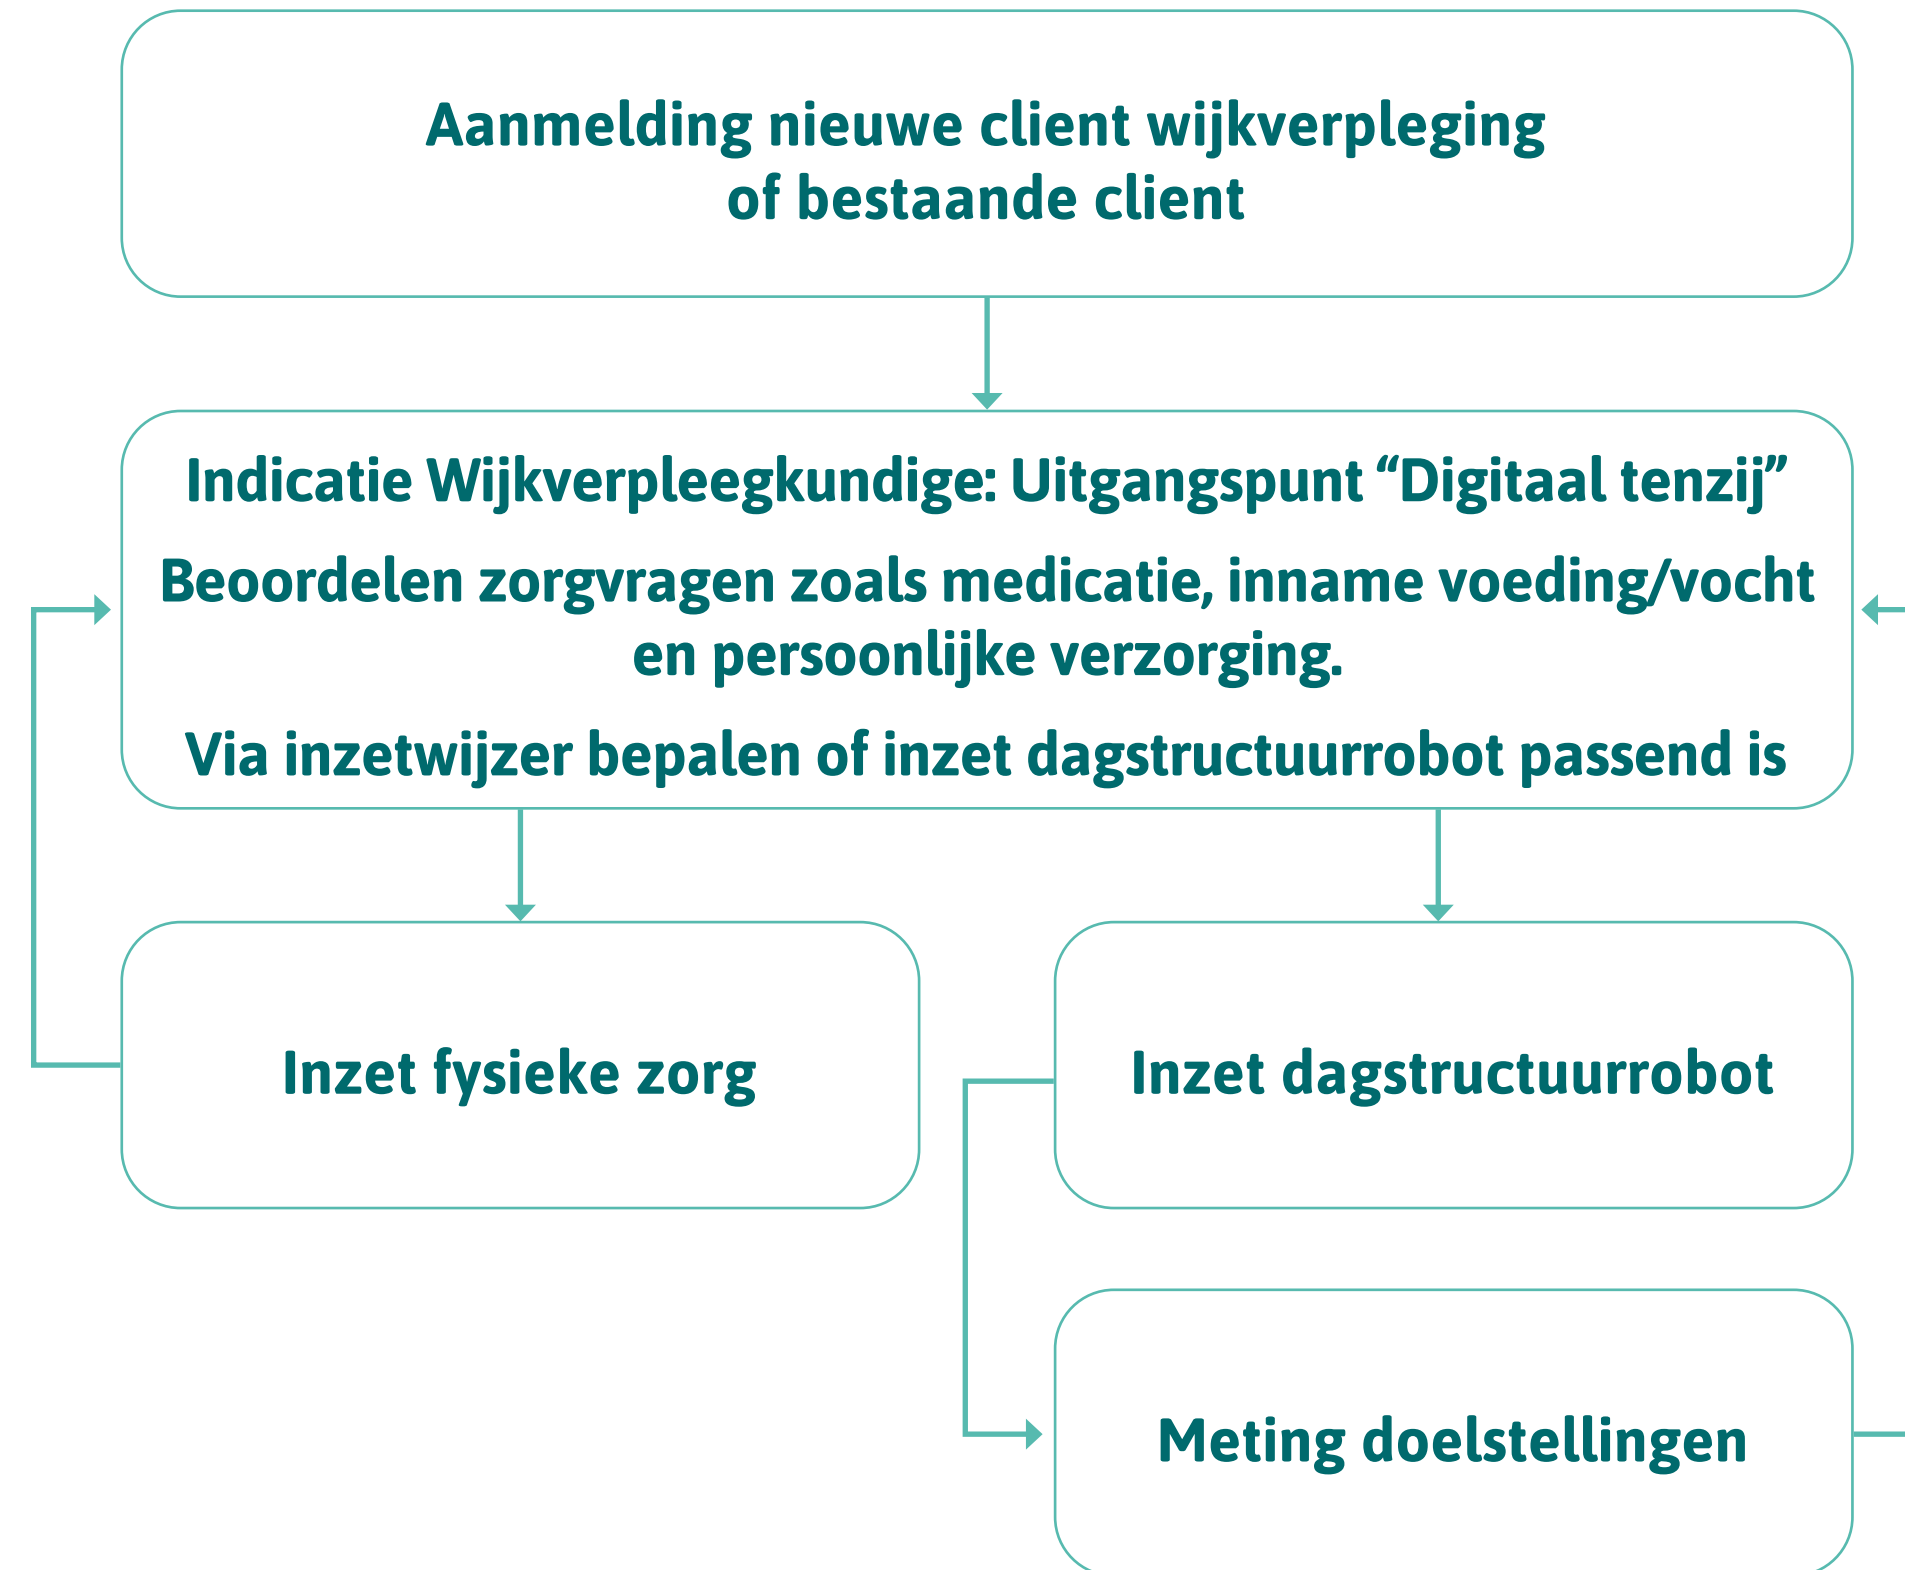 Aanmelding nieuwe client wijkverpleging
of bestaande client
Indicatie Wijkverpleegkundige: Uitgangspunt “Digitaal tenzij”
Beoordelen zorgvragen zoals medicatie, inname voeding/vocht
en persoonlijke verzorging.
Via inzetwijzer bepalen of inzet dagstructuurrobot passend is
Inzet fysieke zorg
Inzet dagstructuurrobot
Meting doelstellingen